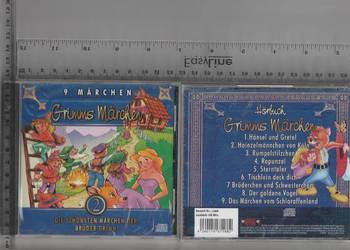 EasyLine
9 MÄRCHEN
Grimms Märchen
2
DIE SCHÖNSTEN MÄRCHEN DER
BRÜDER GRIMM
Hörbuch
Grimms Märchen
1. Hänsel und Gretel
2. Heinzelmännchen von Köln
3. Rumpelstilzchen
4. Rapunzel
5. Sterntaler
6. Tischlein deck dich
7. Brüderchen und Schwesterchen
8. Der goldene Vogel
9. Das Märchen vom Schlaraffenland